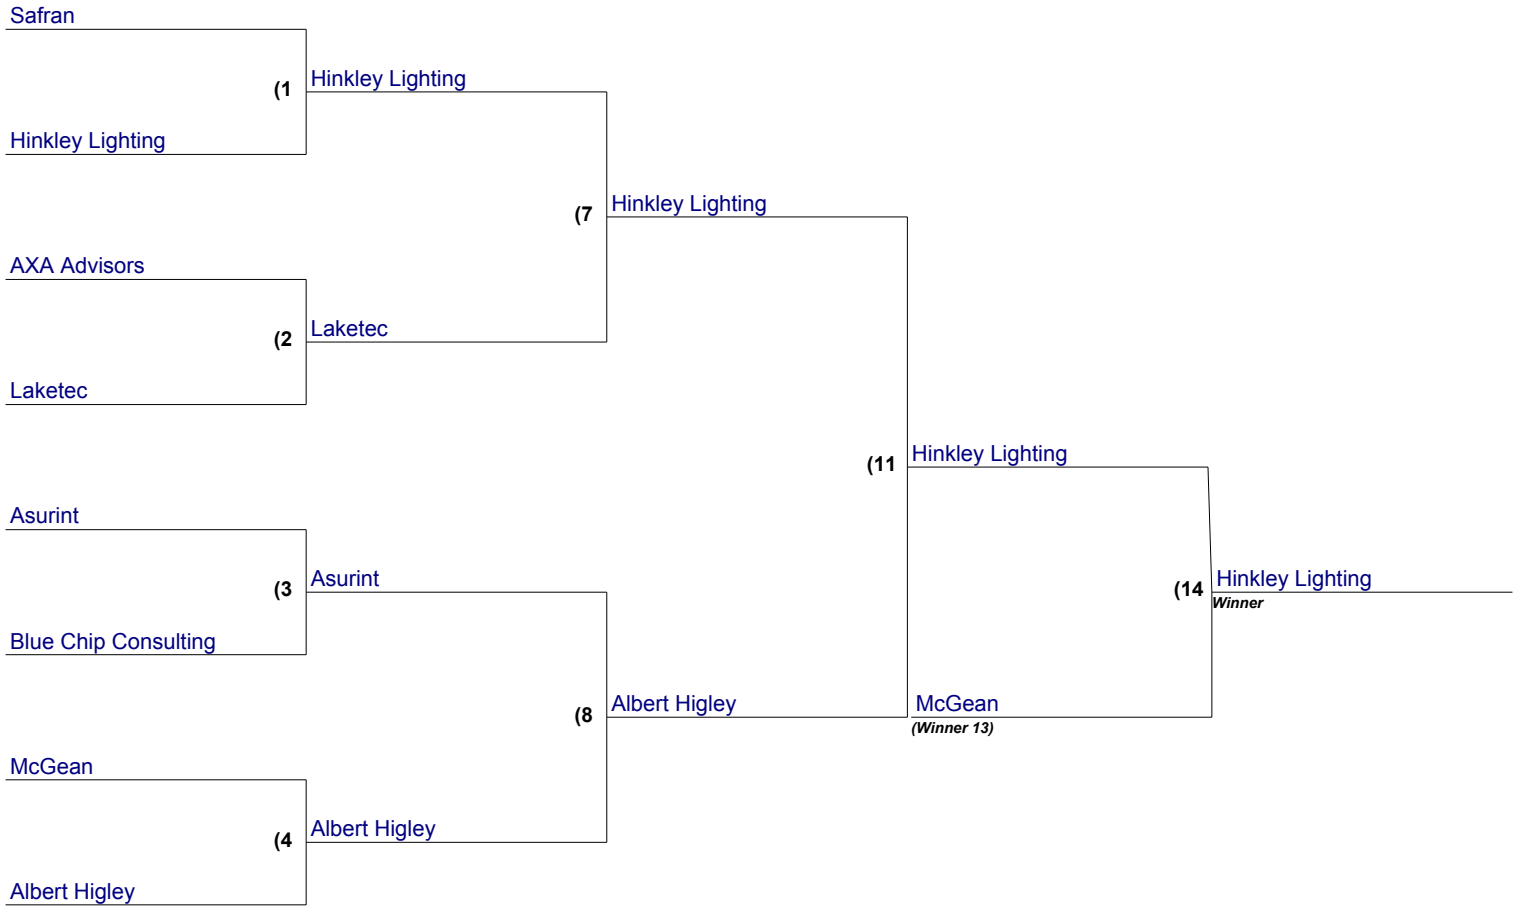 Safran
(1
Hinkley Lighting
Hinkley Lighting
(7
Hinkley Lighting
AXA Advisors
(2
Laketec
Laketec
(11
Hinkley Lighting
Asurint
(3
Asurint
(14
Hinkley Lighting
Winner
Blue Chip Consulting
(8
Albert Higley
McGean
(Winner 13)
McGean
(4
Albert Higley
Albert Higley